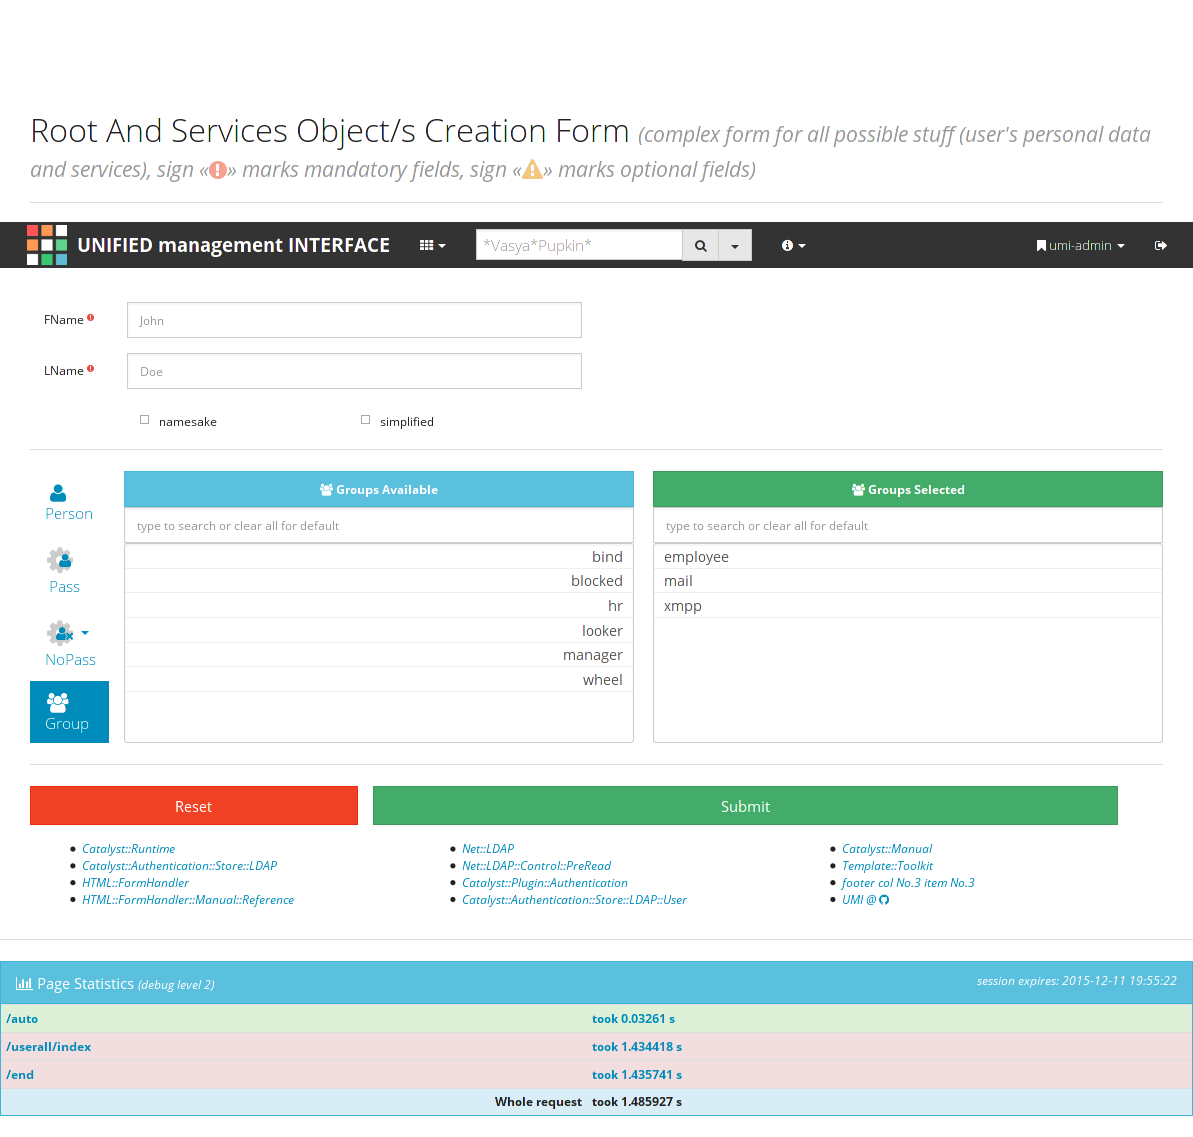 Root And Services Object/s Creation Form (complex form for all possible stuff (user's personal data
and services), sign «» marks mandatory fields, sign «» marks optional fields)
UNIFIED management INTERFACE
*Vasya*Pupkin*
umi-admin
FName
John
LName
Doe
namesake simplified
Person
Pass
NoPass
Group
Groups Available
type to search or clear all for default
bind
blocked
hr
looker
manager
wheel
Groups Selected
type to search or clear all for default
employee
mail
xmpp
Reset
Submit
Catalyst::Runtime
Catalyst::Authentication::Store::LDAP
HTML::FormHandler
HTML::FormHandler::Manual::Reference
Net::LDAP
Net::LDAP::Control::PreRead
Catalyst::Plugin::Authentication
Catalyst::Authentication::Store::LDAP::User
Catalyst::Manual
Template::Toolkit
footer col No.3 item No.3
UMI @
Page Statistics (debug level 2)
session expires: 2015-12-11 19:55:22
/auto took 0.03261 s
/userall/index took 1.434418 s
/end took 1.435741 s
Whole request took 1.485927 s